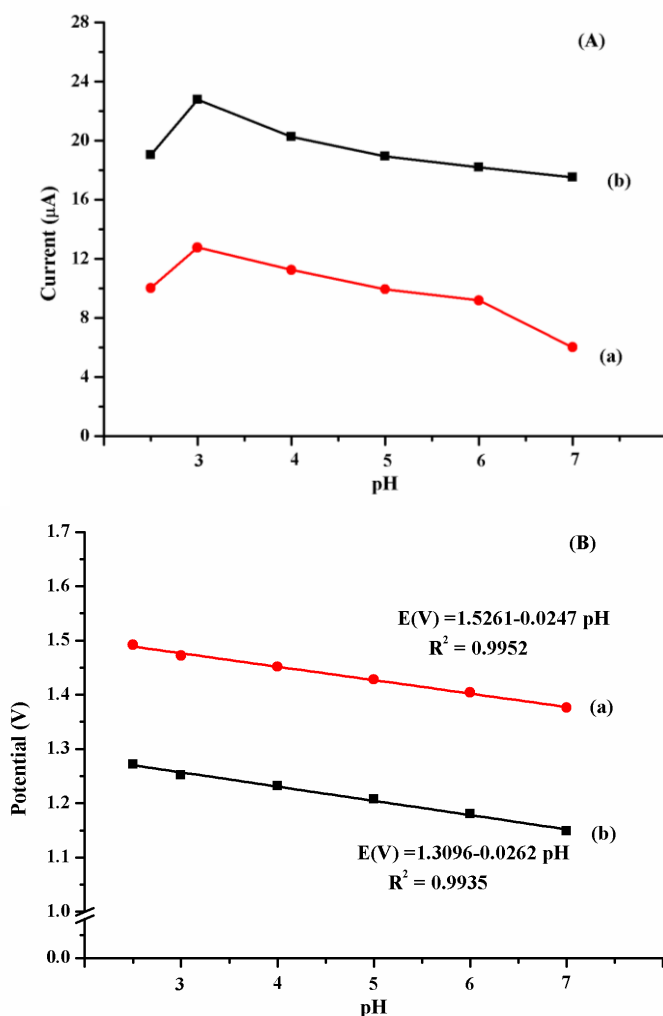 (A)
28
24
20
16
12
8
4
0
Current (μA)
(b)
(a)
3 4 5 6 7
pH
(B)
1.7
1.6
1.5
1.4
1.3
1.2
1.1
1.0
0.0
Potential (V)
E(V) =1.5261-0.0247 pH
R² = 0.9952
(a)
(b)
E(V) =1.3096-0.0262 pH
R² = 0.9935
3 4 5 6 7
pH